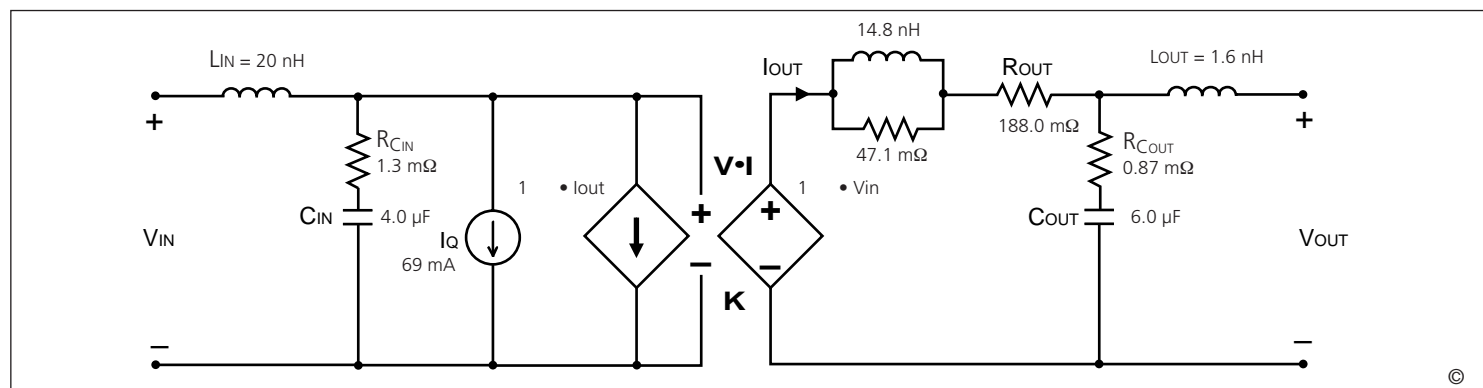 14.8 nH
LIN = 20 nH
IOUT
ROUT
LOUT = 1.6 nH
+
+
188.0 mΩ
RCIN
1.3 mΩ
47.1 mΩ
RCOUT
0.87 mΩ
V•I
1 • Iout
1 • Vin
+
+
CIN
4.0 µF
IQ
69 mA
COUT
6.0 µF
VIN
VOUT
–
–
K
–
–
©